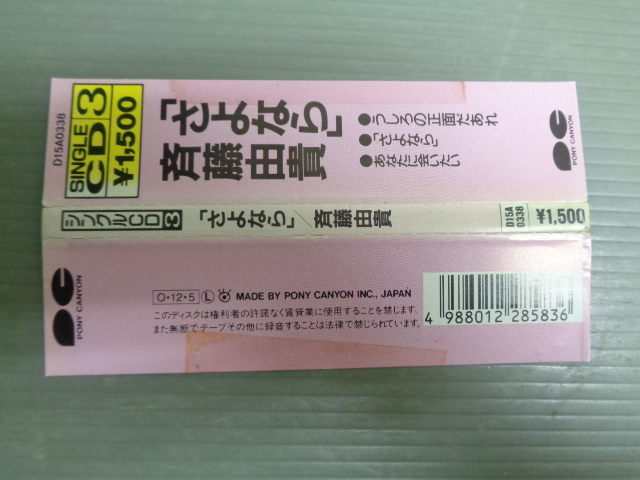 D15A0338
SINGLE CD 3
¥1,500
「さよなら」
斉藤由貴
●うしろの正面だあれ
●「さよなら」
●あなたに会いたい
PONY CANYON
シングルCD 3 「さよなら」／斉藤由貴 D15A 0338 ¥1,500
PONY CANYON
O・12・5 L MADE BY PONY CANYON INC., JAPAN
このディスクは権利者の許諾なく賃貸業に使用することを禁じます。
また無断でテープその他に録音することは法律で禁じられています。
4 988012 285836